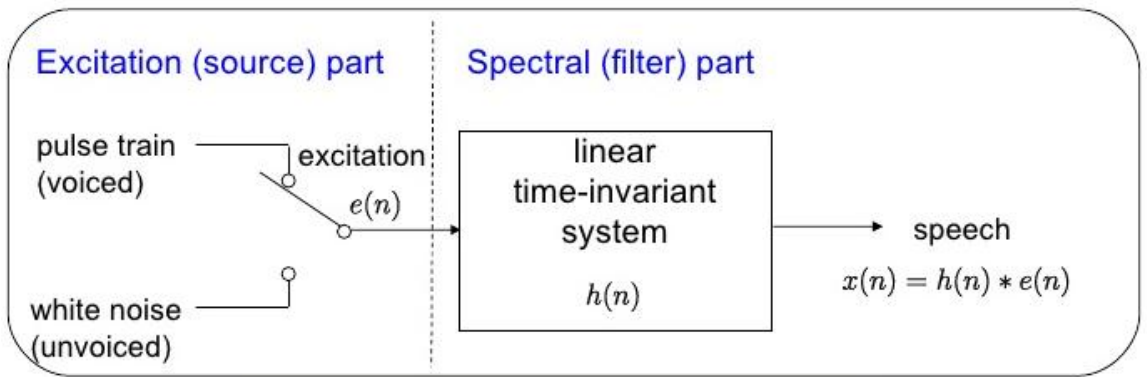 Excitation (source) part
Spectral (filter) part
pulse train
(voiced)
excitation
e(n)
white noise
(unvoiced)
linear
time-invariant
system
h(n)
speech
x(n) = h(n) * e(n)